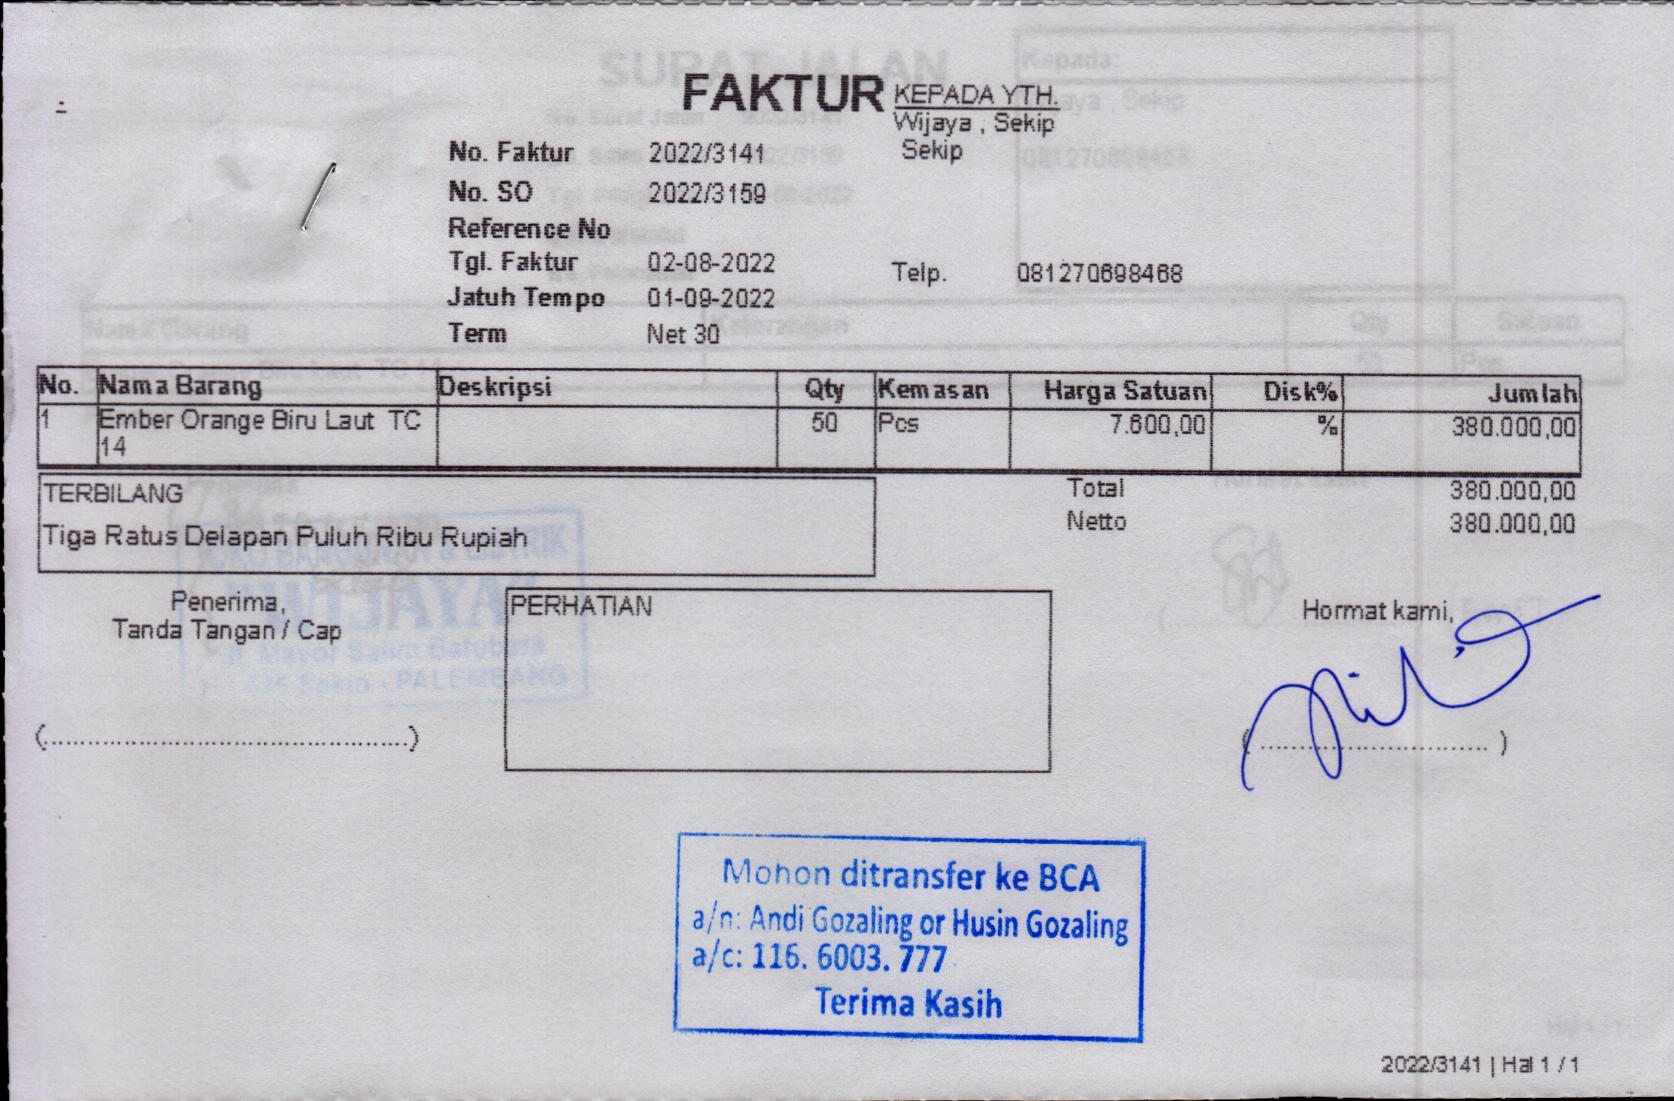 FAKTUR
KEPADA YTH.
Wijaya , Sekip
Sekip
No. Faktur 2022/3141
No. SO 2022/3159
Reference No
Tgl. Faktur 02-08-2022
Telp. 081270698468
Jatuh Tempo 01-09-2022
Term Net 30
No. Nama Barang Deskripsi Qty Kemasan Harga Satuan Disk% Jumlah
1 Ember Orange Biru Laut TC 50 Pcs 7.600,00 % 380.000,00
14
TERBILANG
Tiga Ratus Delapan Puluh Ribu Rupiah
Total 380.000,00
Netto 380.000,00
Penerima,
Tanda Tangan / Cap
PERHATIAN
Hormat kami,
(................................................)
( .............................. )
Mohon ditransfer ke BCA
a/n: Andi Gozaling or Husin Gozaling
a/c: 116. 6003. 777
Terima Kasih
2022/3141 | Hal 1 / 1